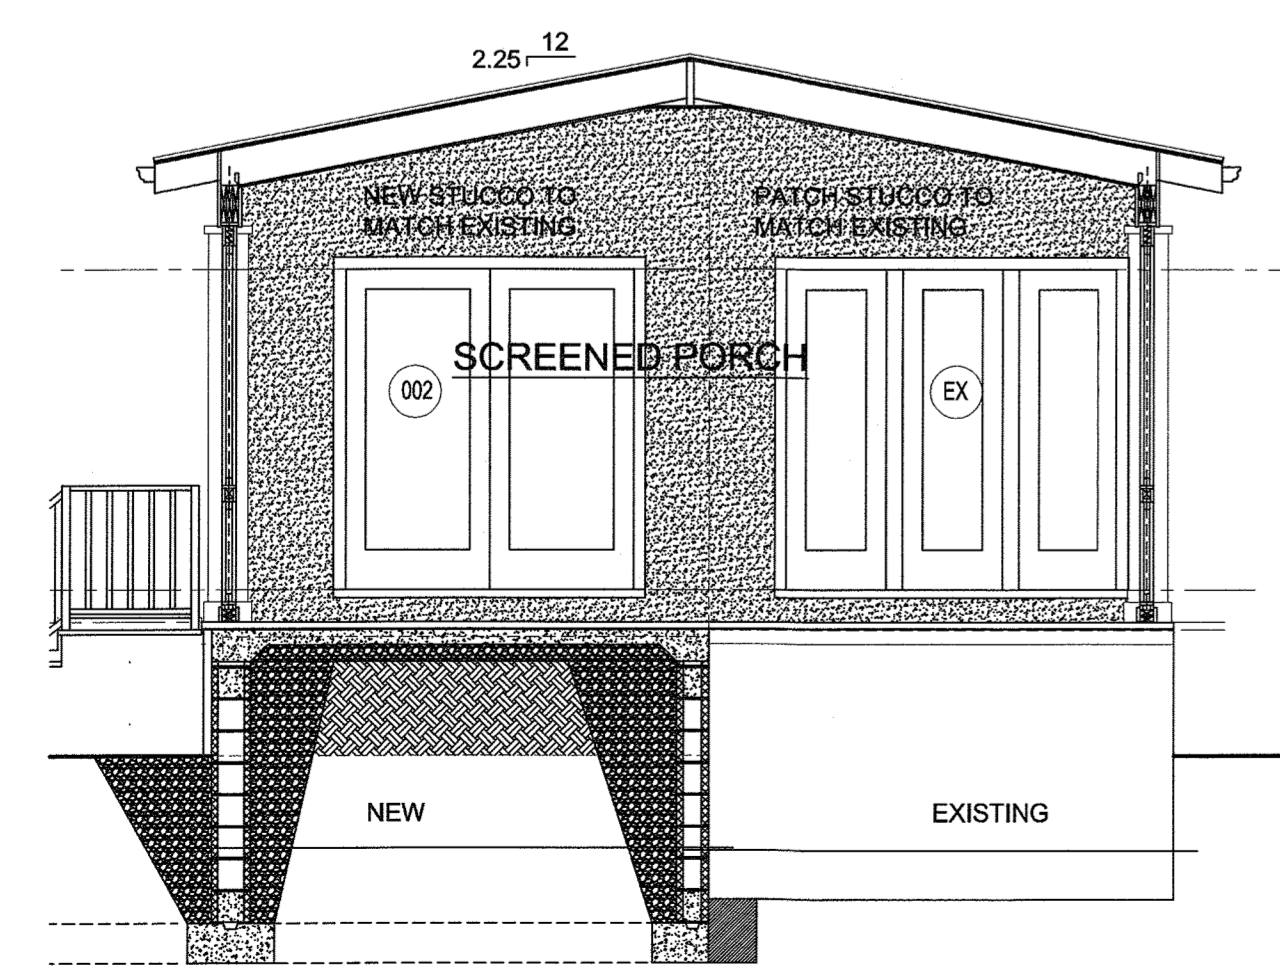 12
2.25
NEW STUCCO TO
MATCH EXISTING
PATCH STUCCO TO
MATCH EXISTING
SCREENED PORCH
002
EX
NEW
EXISTING